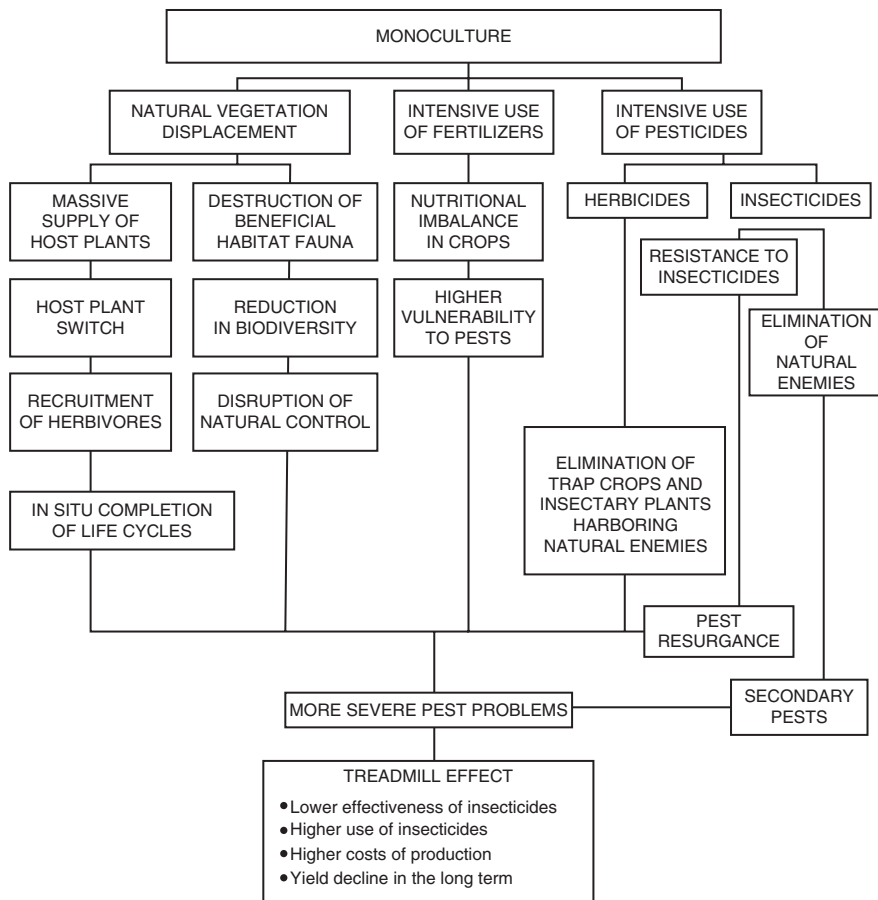 MONOCULTURE
NATURAL VEGETATION
DISPLACEMENT
INTENSIVE USE
OF FERTILIZERS
INTENSIVE USE
OF PESTICIDES
MASSIVE
SUPPLY OF
HOST PLANTS
DESTRUCTION OF
BENEFICIAL
HABITAT FAUNA
NUTRITIONAL
IMBALANCE
IN CROPS
HERBICIDES
INSECTICIDES
RESISTANCE TO
INSECTICIDES
HOST PLANT
SWITCH
REDUCTION
IN BIODIVERSITY
HIGHER
VULNERABILITY
TO PESTS
ELIMINATION
OF
NATURAL
ENEMIES
RECRUITMENT
OF HERBIVORES
DISRUPTION OF
NATURAL CONTROL
ELIMINATION OF
TRAP CROPS AND
INSECTARY PLANTS
HARBORING
NATURAL ENEMIES
IN SITU COMPLETION
OF LIFE CYCLES
PEST
RESURGANCE
MORE SEVERE PEST PROBLEMS
SECONDARY
PESTS
TREADMILL EFFECT
•Lower effectiveness of insecticides
•Higher use of insecticides
•Higher costs of production
•Yield decline in the long term